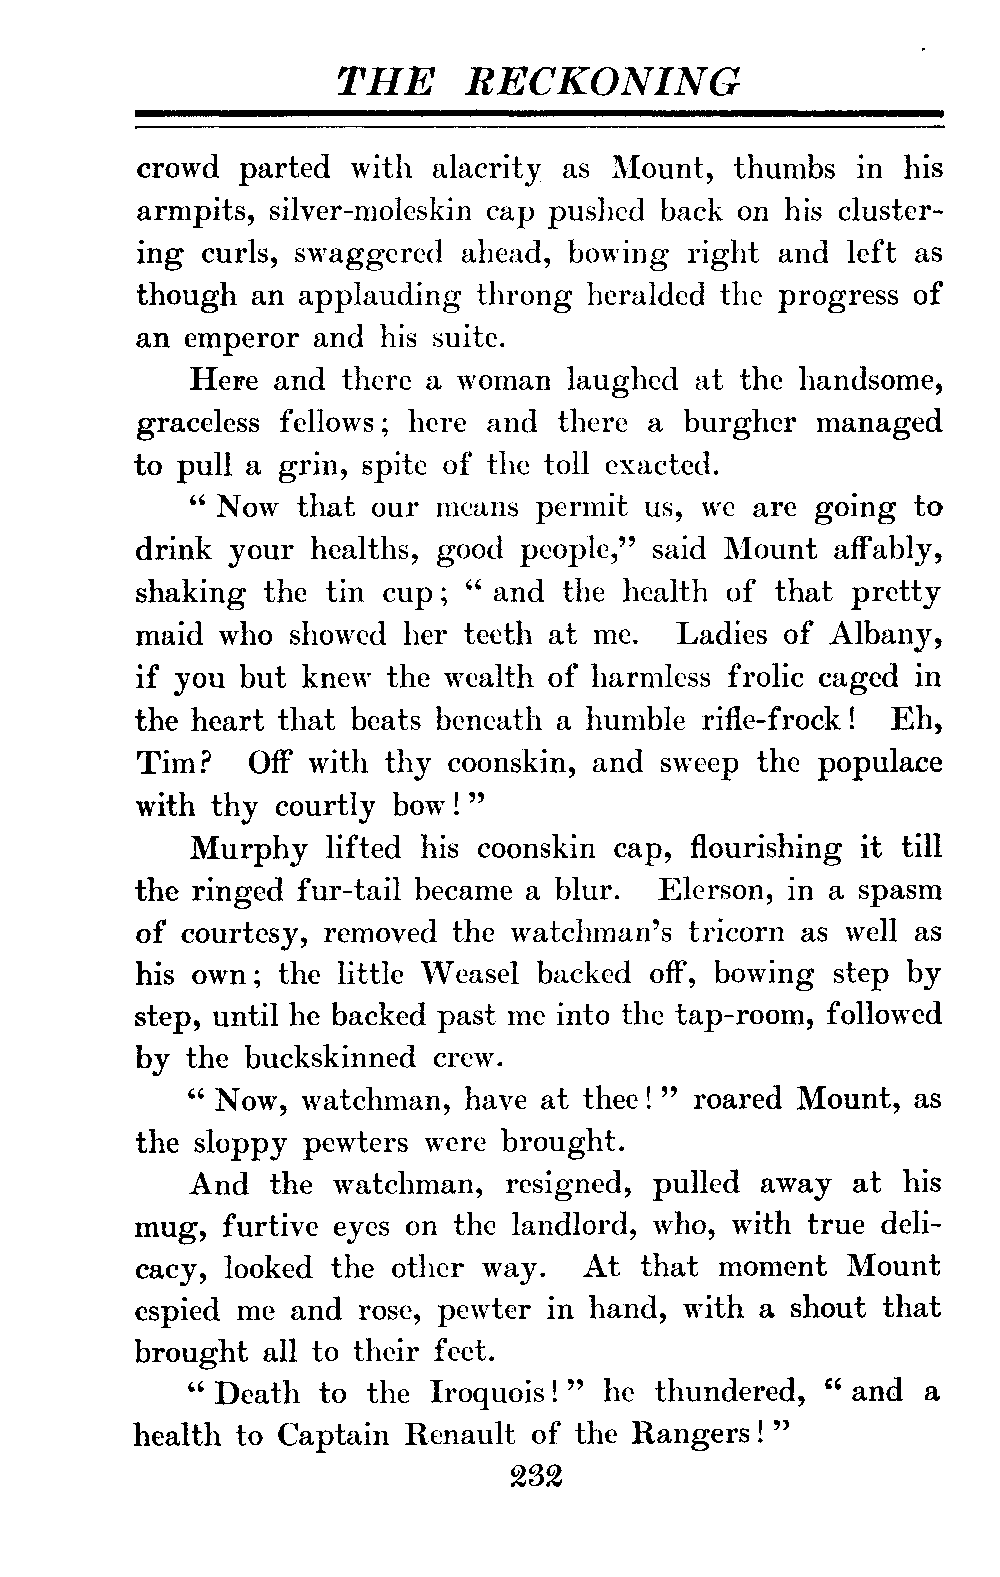 THE RECKONING
crowd parted with alacrity as Mount, thumbs in his
armpits, silver-moleskin cap pushed back on his cluster-
ing curls, swaggered ahead, bowing right and left as
though an applauding throng heralded the progress of
an emperor and his suite.
Here and there a woman laughed at the handsome,
graceless fellows; here and there a burgher managed
to pull a grin, spite of the toll exacted.
“Now that our means permit us, we are going to
drink your healths, good people,” said Mount affably,
shaking the tin cup; “and the health of that pretty
maid who showed her teeth at me. Ladies of Albany,
if you but knew the wealth of harmless frolic caged in
the heart that beats beneath a humble rifle-frock! Eh,
Tim? Off with thy coonskin, and sweep the populace
with thy courtly bow!”
Murphy lifted his coonskin cap, flourishing it till
the ringed fur-tail became a blur. Elerson, in a spasm
of courtesy, removed the watchman’s tricorn as well as
his own; the little Weasel backed off, bowing step by
step, until he backed past me into the tap-room, followed
by the buckskinned crew.
“Now, watchman, have at thee!” roared Mount, as
the sloppy pewters were brought.
And the watchman, resigned, pulled away at his
mug, furtive eyes on the landlord, who, with true deli-
cacy, looked the other way. At that moment Mount
espied me and rose, pewter in hand, with a shout that
brought all to their feet.
“Death to the Iroquois!” he thundered, “and a
health to Captain Renault of the Rangers!”
232